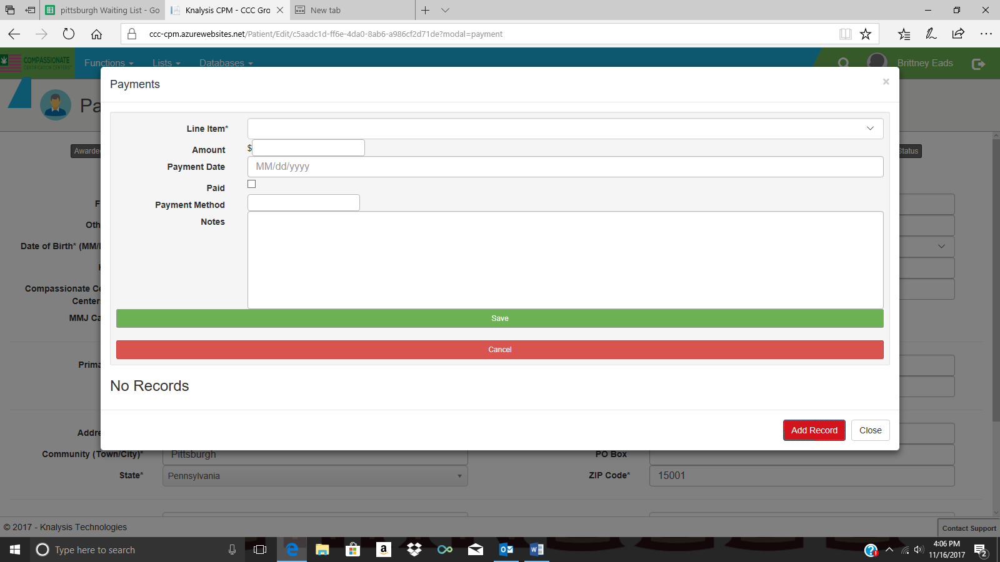 pittsburgh Waiting List - Go
Knalysis CPM - CCC Gro
New tab
ccc-cpm.azurewebsites.net/Patient/Edit/c5aadc1d-ff6e-4da0-8ab6-a986cf2d71de?modal=payment
COMPASSIONATE
CERTIFICATION CENTERS
Functions
Lists
Databases
Brittney Eads
Payments
×
Pa
Line Item*
Amount
$
Payment Date
MM/dd/yyyy
Awarde
Status
Paid
Payment Method
F
Notes
Oth
Date of Birth* (MM/
Compassionate Ce
Center
MMJ Ca
Save
Cancel
Prima
No Records
Addre
Add Record
Close
Community (Town/City)*
Pittsburgh
PO Box
State*
Pennsylvania
ZIP Code*
15001
© 2017 - Knalysis Technologies
Contact Support
Type here to search
4:06 PM
11/16/2017
2